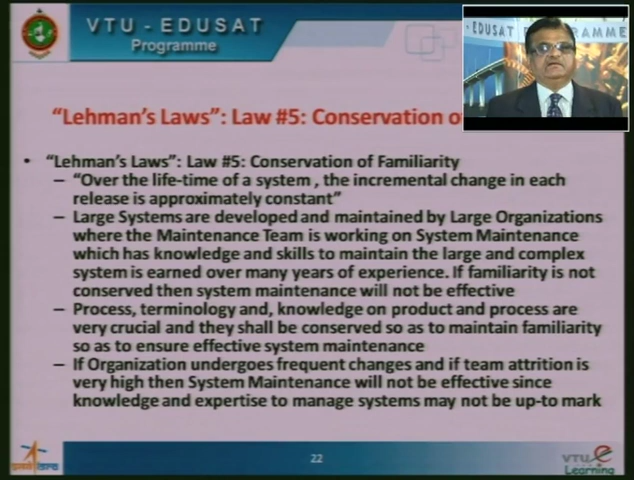 VTU - EDUSAT
Programme
- EDUSAT
"Lehman's Laws": Law #5: Conservation o
• "Lehman's Laws": Law #5: Conservation of Familiarity
– "Over the life-time of a system , the incremental change in each
release is approximately constant"
– Large Systems are developed and maintained by Large Organizations
where the Maintenance Team is working on System Maintenance
which has knowledge and skills to maintain the large and complex
system is earned over many years of experience. If familiarity is not
conserved then system maintenance will not be effective
– Process, terminology and, knowledge on product and process are
very crucial and they shall be conserved so as to maintain familiarity
so as to ensure effective system maintenance
– If Organization undergoes frequent changes and if team attrition is
very high then System Maintenance will not be effective since
knowledge and expertise to manage systems may not be up-to mark
22
VTU e
Learning